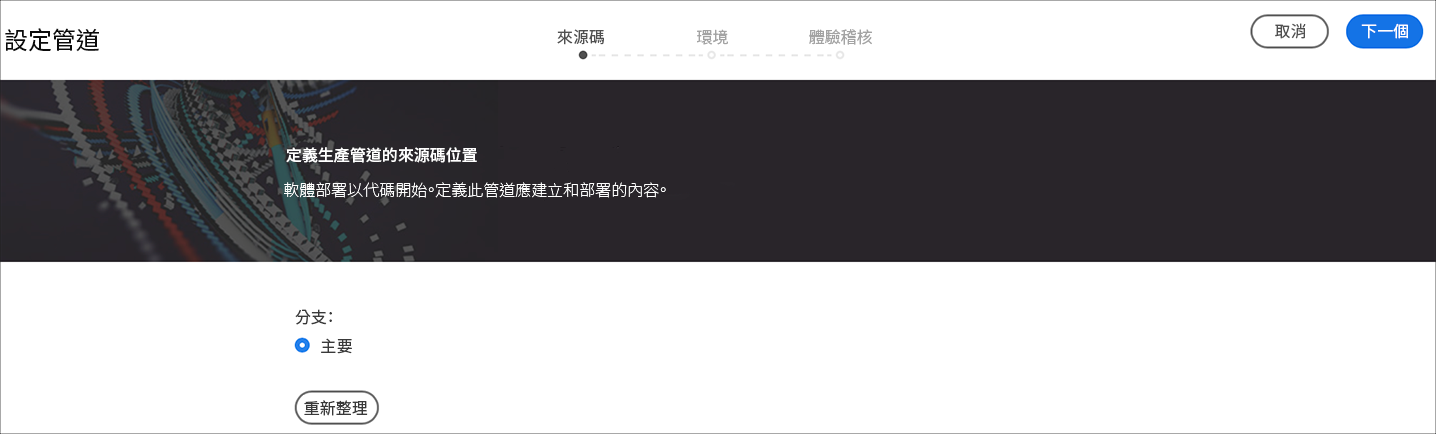 設定管道
來源碼
環境
體驗稽核
取消
下一個
定義生產管道的來源碼位置
軟體部署以代碼開始。定義此管道應建立和部署的內容。
分支：
主要
重新整理